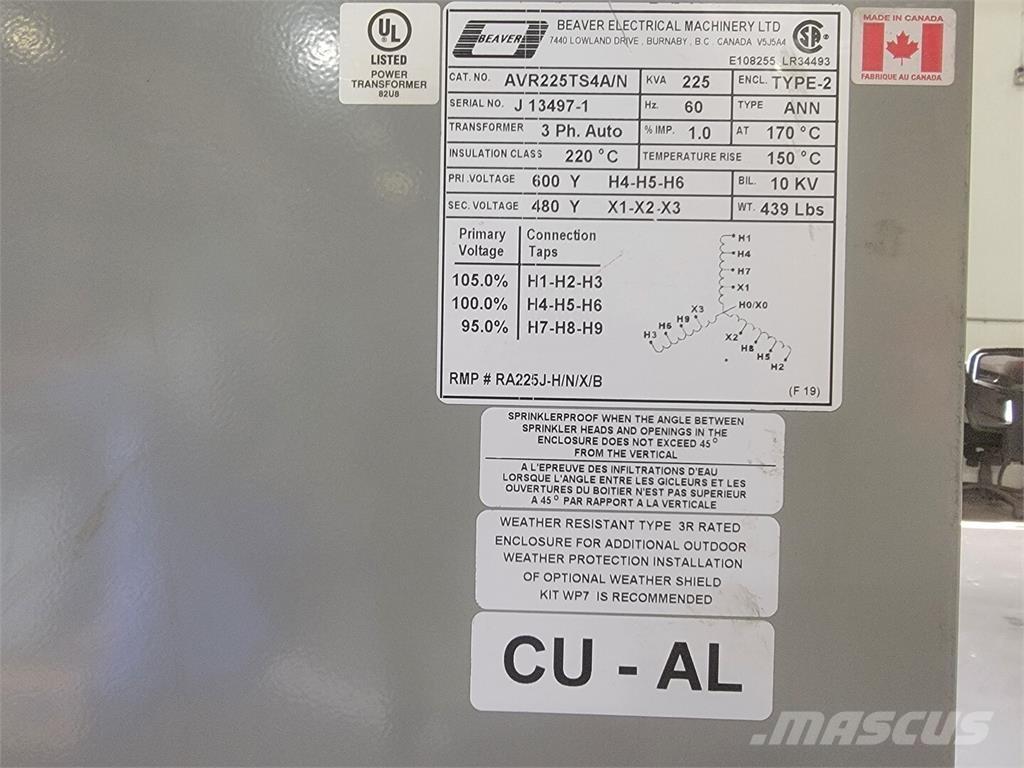 UL
LISTED
POWER
TRANSFORMER
82U8
BEAVER
BEAVER ELECTRICAL MACHINERY LTD
7440 LOWLAND DRIVE, BURNABY, B.C. CANADA V5J5A4
E108255 LR34493
MADE IN CANADA
FABRIQUE AU CANADA
CAT. NO. AVR225TS4A/N KVA 225 ENCL. TYPE-2
SERIAL NO. J 13497-1 Hz. 60 TYPE ANN
TRANSFORMER 3 Ph. Auto % IMP. 1.0 AT 170 °C
INSULATION CLASS 220 °C TEMPERATURE RISE 150 °C
PRI. VOLTAGE 600 Y H4-H5-H6 BIL. 10 KV
SEC. VOLTAGE 480 Y X1-X2-X3 WT. 439 Lbs
Primary Connection
Voltage Taps
105.0% H1-H2-H3
100.0% H4-H5-H6
95.0% H7-H8-H9
H1
H4
H7
X1
H0/X0
X3
H9
H6
H3
X2
H8
H5
H2
RMP # RA225J-H/N/X/B
(F 19)
SPRINKLERPROOF WHEN THE ANGLE BETWEEN
SPRINKLER HEADS AND OPENINGS IN THE
ENCLOSURE DOES NOT EXCEED 45°
FROM THE VERTICAL
A L'EPREUVE DES INFILTRATIONS D'EAU
LORSQUE L'ANGLE ENTRE LES GICLEURS ET LES
OUVERTURES DU BOITIER N'EST PAS SUPERIEUR
A 45° PAR RAPPORT A LA VERTICALE
WEATHER RESISTANT TYPE 3R RATED
ENCLOSURE FOR ADDITIONAL OUTDOOR
WEATHER PROTECTION INSTALLATION
OF OPTIONAL WEATHER SHIELD
KIT WP7 IS RECOMMENDED
CU - AL
MASCUS